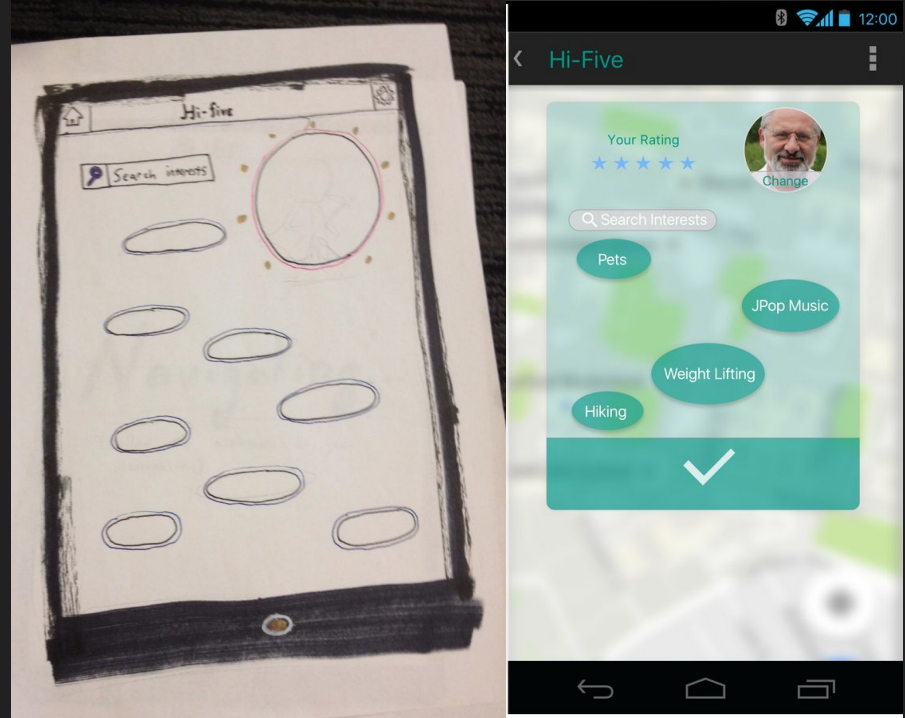 Hi-five
Search interests
12:00
Hi-Five
Your Rating
Change
Search Interests
Pets
JPop Music
Weight Lifting
Hiking